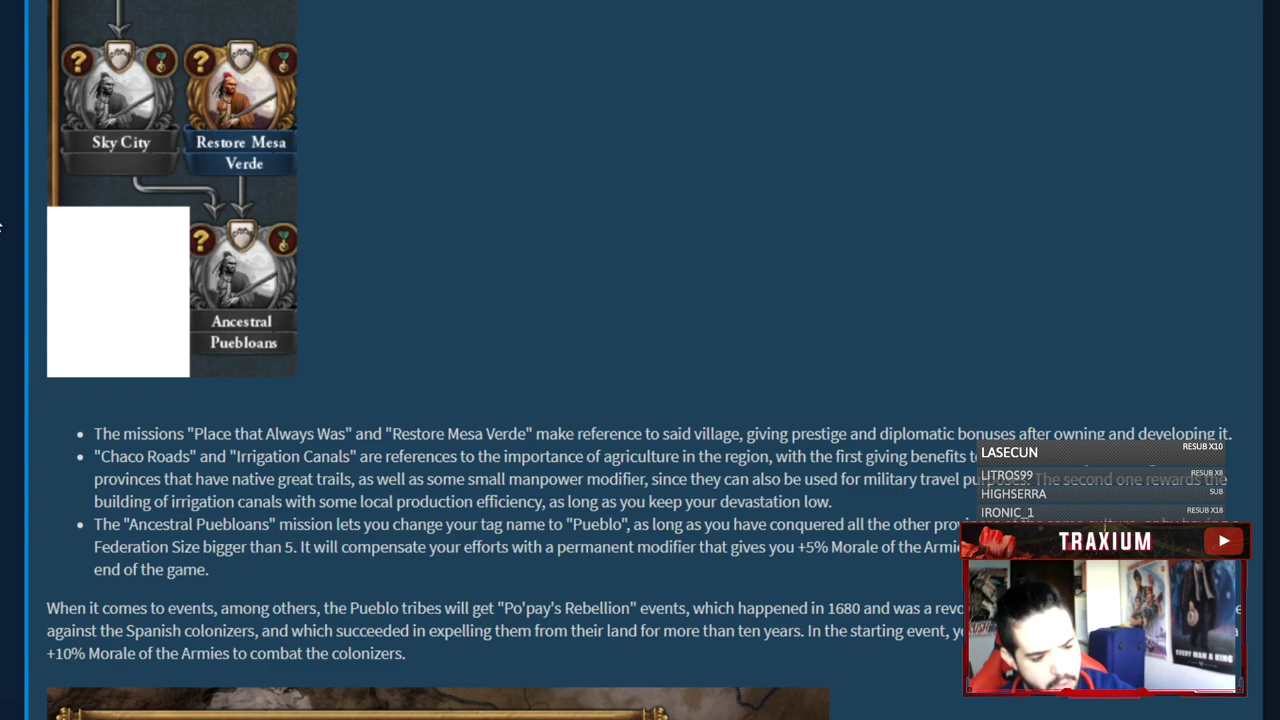 Sky City
Restore Mesa
Verde
Ancestral
Puebloans
The missions "Place that Always Was" and "Restore Mesa Verde" make reference to said village, giving prestige and diplomatic bonuses after owning and developing it.
"Chaco Roads" and "Irrigation Canals" are references to the importance of agriculture in the region, with the first giving benefits
provinces that have native great trails, as well as some small manpower modifier, since they can also be used for military travel The second one rewards the
building of irrigation canals with some local production efficiency, as long as you keep your devastation low.
The "Ancestral Puebloans" mission lets you change your tag name to "Pueblo", as long as you have conquered all the other
Federation Size bigger than 5. It will compensate your efforts with a permanent modifier that gives you +5% Morale of the
end of the game.
When it comes to events, among others, the Pueblo tribes will get "Po'pay's Rebellion" events, which happened in 1680 and was a
against the Spanish colonizers, and which succeeded in expelling them from their land for more than ten years. In the starting event,
+10% Morale of the Armies to combat the colonizers.
LASECUN RESUB X10
LITROS99 RESUB X8
HIGHSERRA SUB
IRONIC_1 RESUB X18
TRAXIUM
EVERY MAN A KING